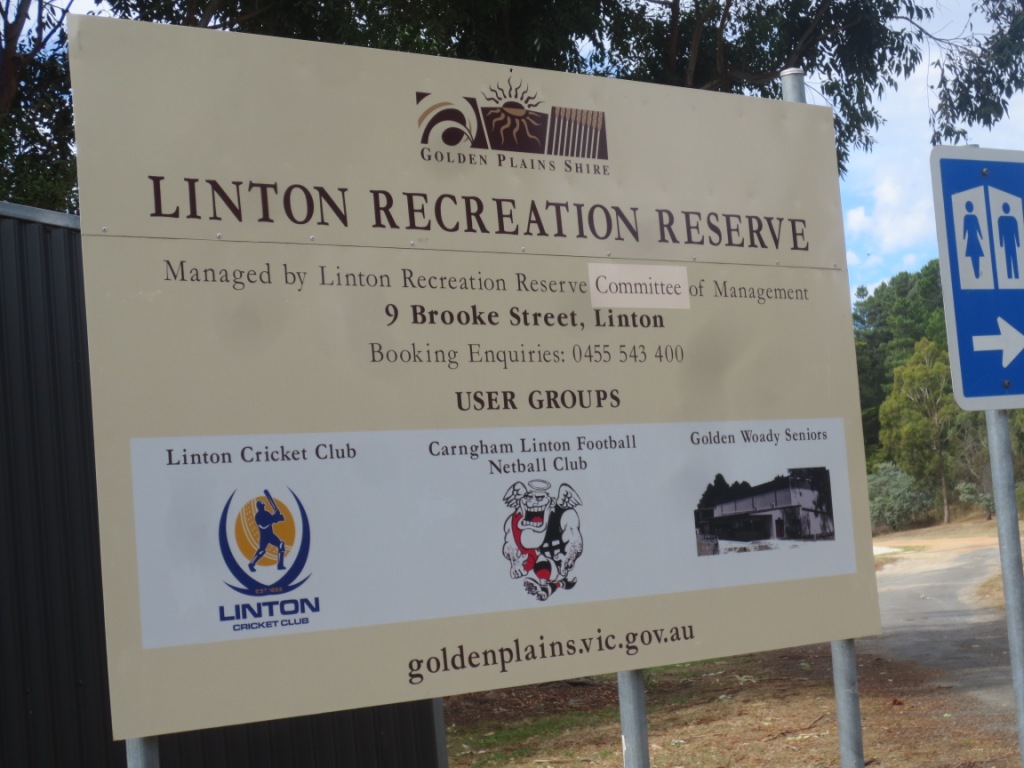 GOLDEN PLAINS SHIRE
LINTON RECREATION RESERVE
Managed by Linton Recreation Reserve Committee of Management
9 Brooke Street, Linton
Booking Enquiries: 0455 543 400
USER GROUPS
Linton Cricket Club
Carngham Linton Football
Netball Club
Golden Woady Seniors
LINTON
CRICKET CLUB
goldenplains.vic.gov.au